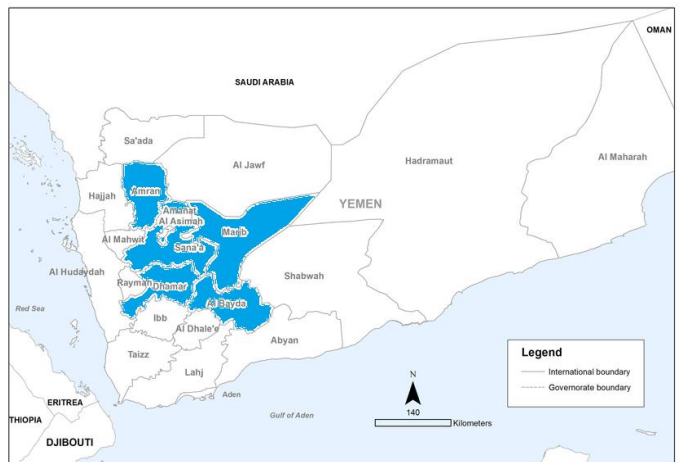 OMAN
SAUDI ARABIA
Sa'ada
Al Jawf
Hadramaut
Al Maharah
Hajjah
Amran
YEMEN
Amanat
Al Asimah
Marib
Al Mahwit
Sana'a
Al Hudaydah
Shabwah
Raymah
Dhamar
Al Bayda
Red Sea
Ibb
Al Dhale'e
Abyan
Taizz
Lahj
Aden
Gulf of Aden
ERITREA
THIOPIA
DJIBOUTI
N
140
Kilometers
Legend
International boundary
Governorate boundary